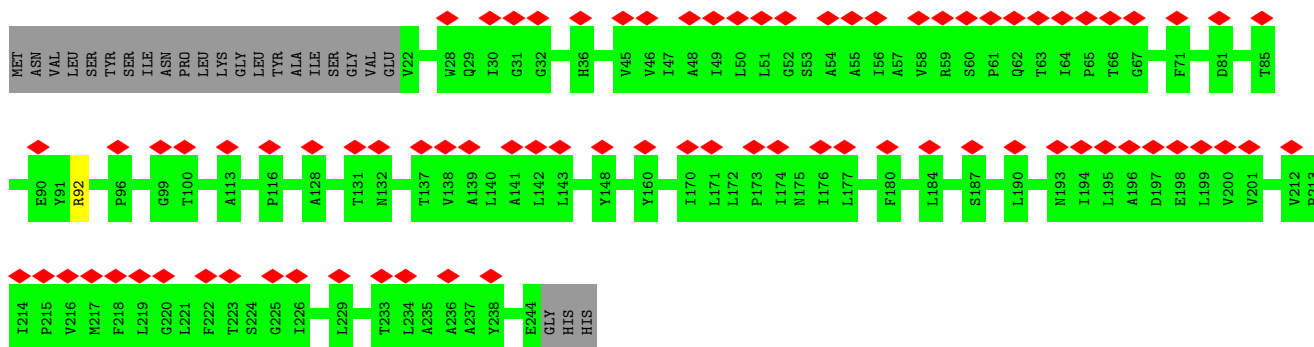 MET ASN VAL LEU SER TYR SER ILE ASN PRO LEU LYS GLY LEU TYR ALA ILE SER GLY VAL GLU V22 W28 Q29 I30 G31 G32 H36 V45 V46 I47 A48 I49 L50 L51 G52 S53 A54 A55 I56 A57 V58 R59 S60 P61 Q62 T63 I64 P65 T66 G67 F71 D81 T85
E90 Y91 R92 P96 G99 T100 A113 P116 A128 T131 N132 T137 V138 A139 L140 A141 L142 L143 Y148 Y160 I170 L171 L172 P173 I174 N175 I176 L177 F180 L184 S187 L190 N193 I194 L195 A196 D197 E198 L199 V200 V201 V212
I214 P215 V216 M217 F218 L219 G220 L221 F222 T223 S224 G225 I226 L229 T233 L234 A235 A236 A237 Y238 E244 GLY HIS HIS